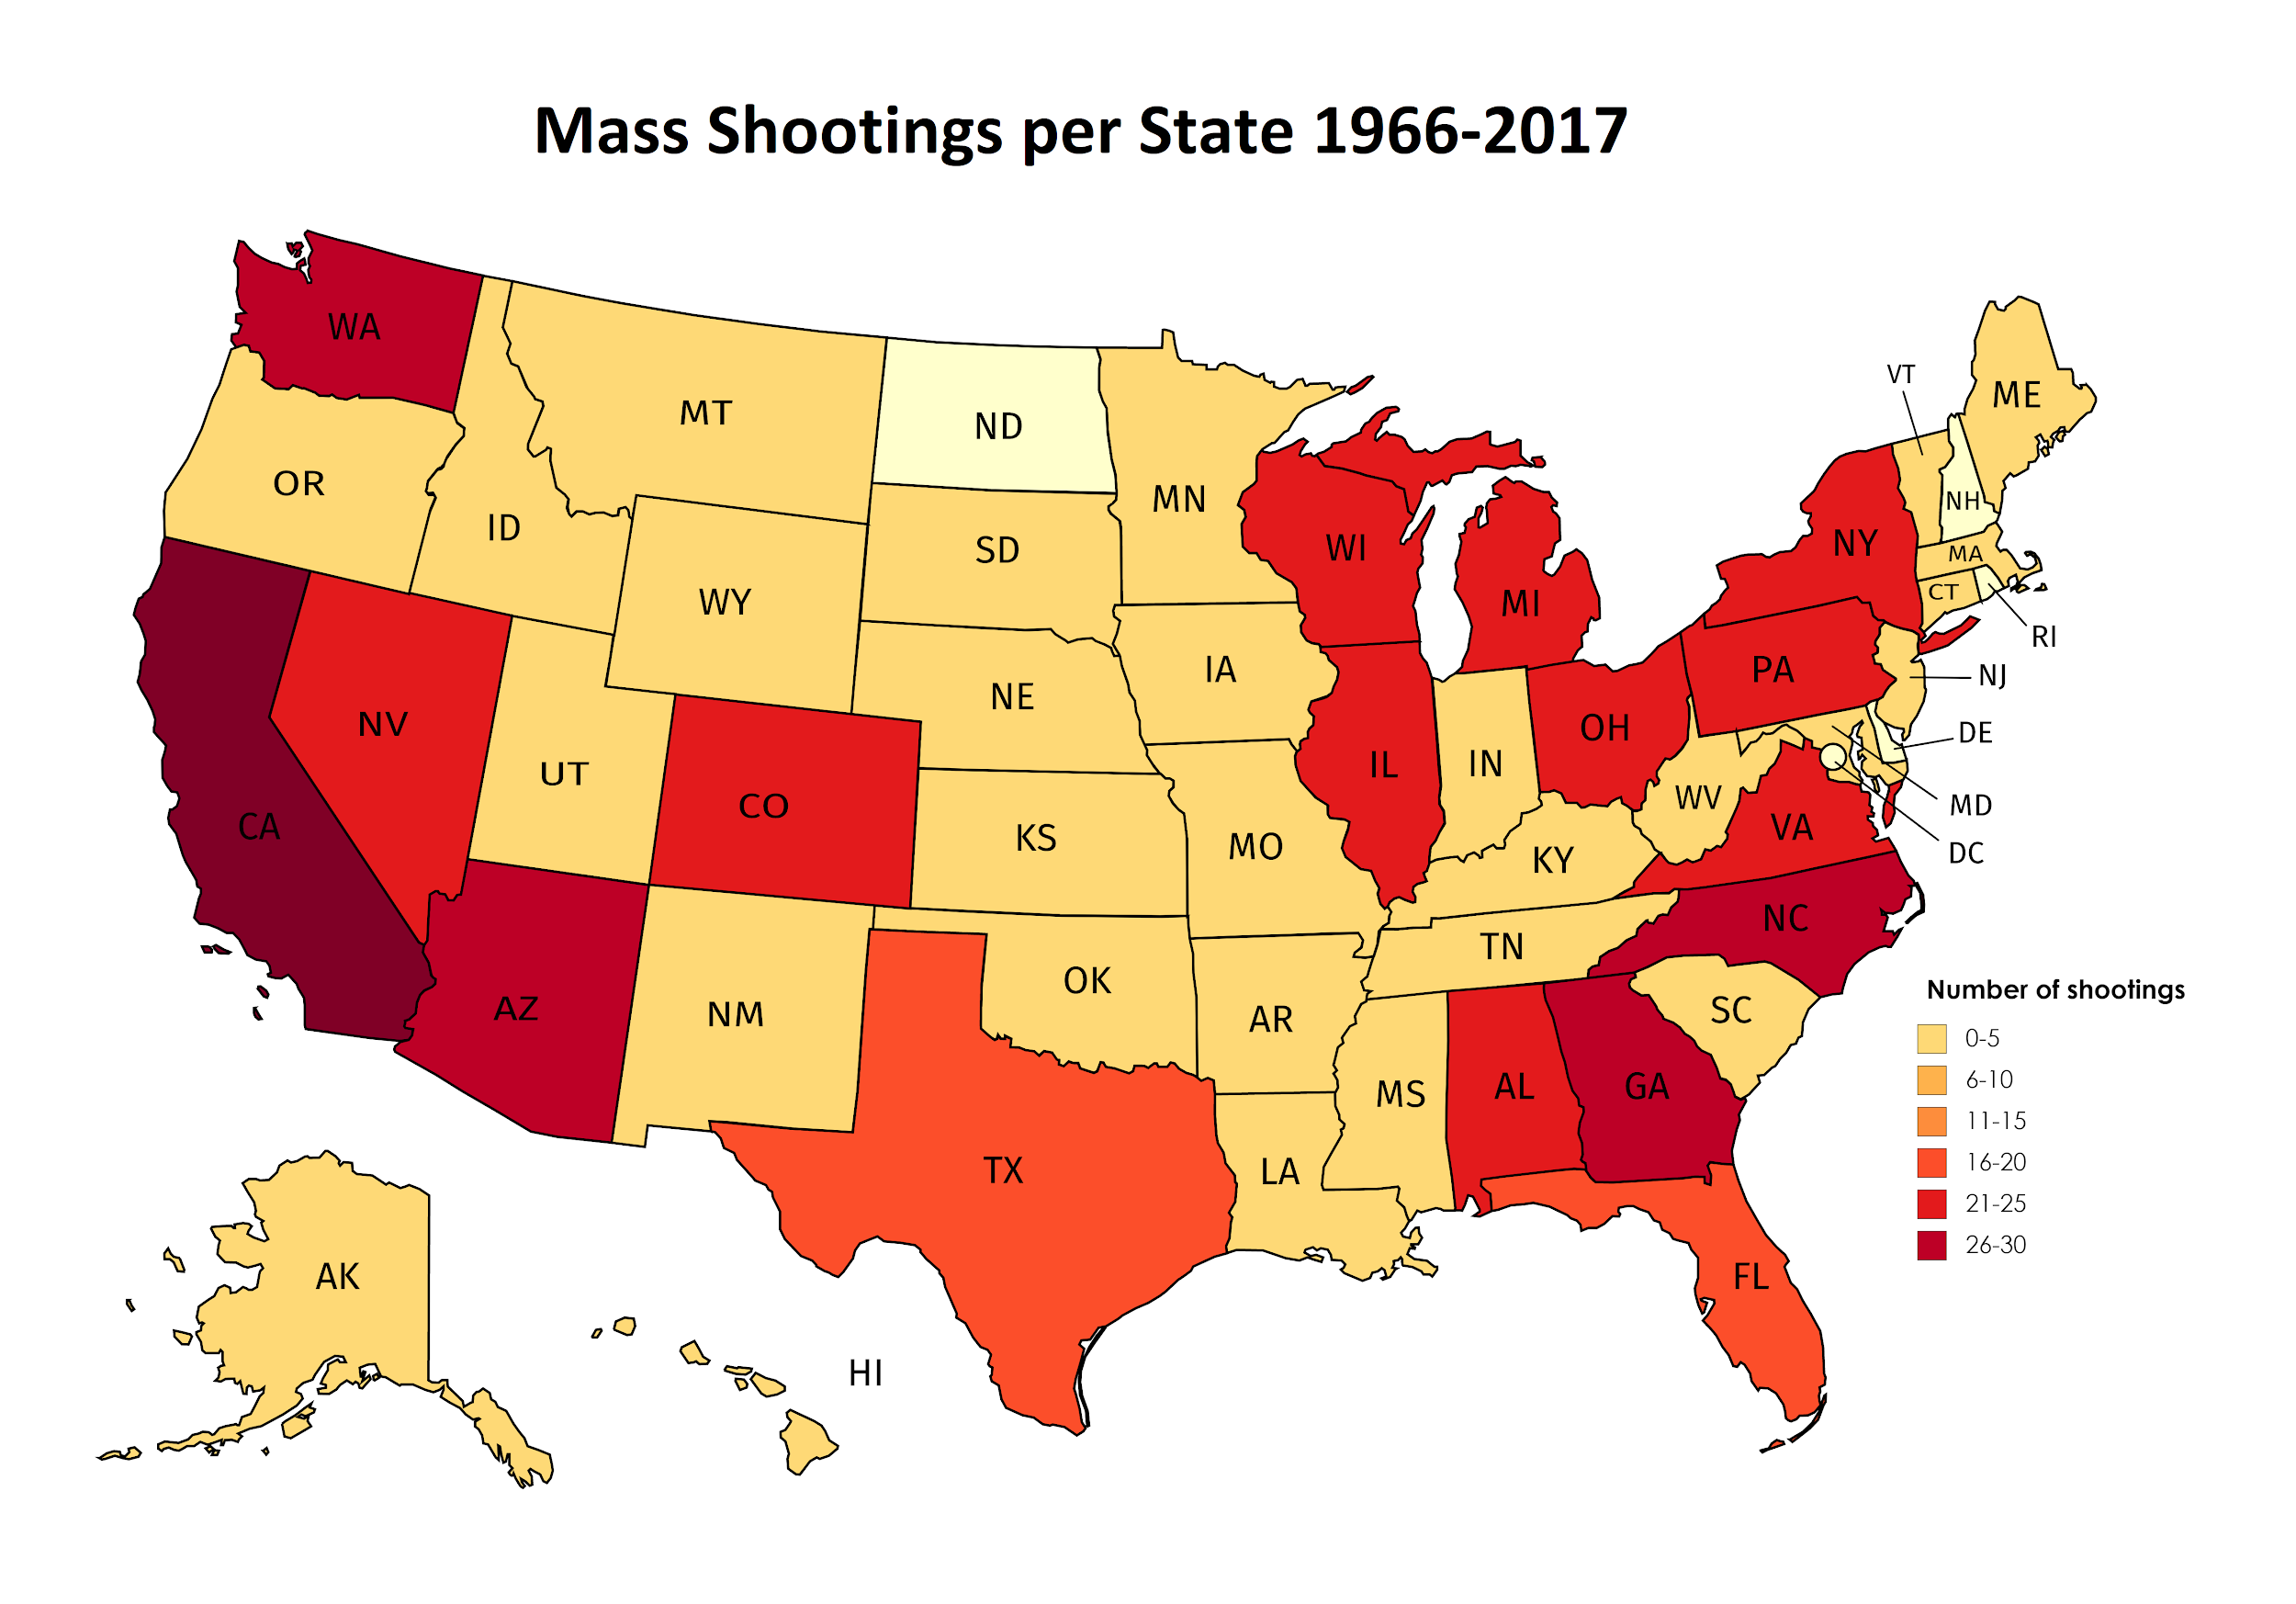 Mass Shootings per State 1966-2017
WA
MT
ND
VT
ME
OR
ID
MN
NH
SD
WI
NY
MA
WY
MI
CT
RI
IA
PA
NJ
NE
NV
OH
DE
UT
IL
IN
CO
WV
MD
CA
KS
MO
VA
DC
KY
NC
TN
OK
Number of shootings
AZ
NM
AR
SC
0-5
MS
AL
GA
6-10
11-15
TX
LA
16-20
21-25
26-30
AK
FL
HI